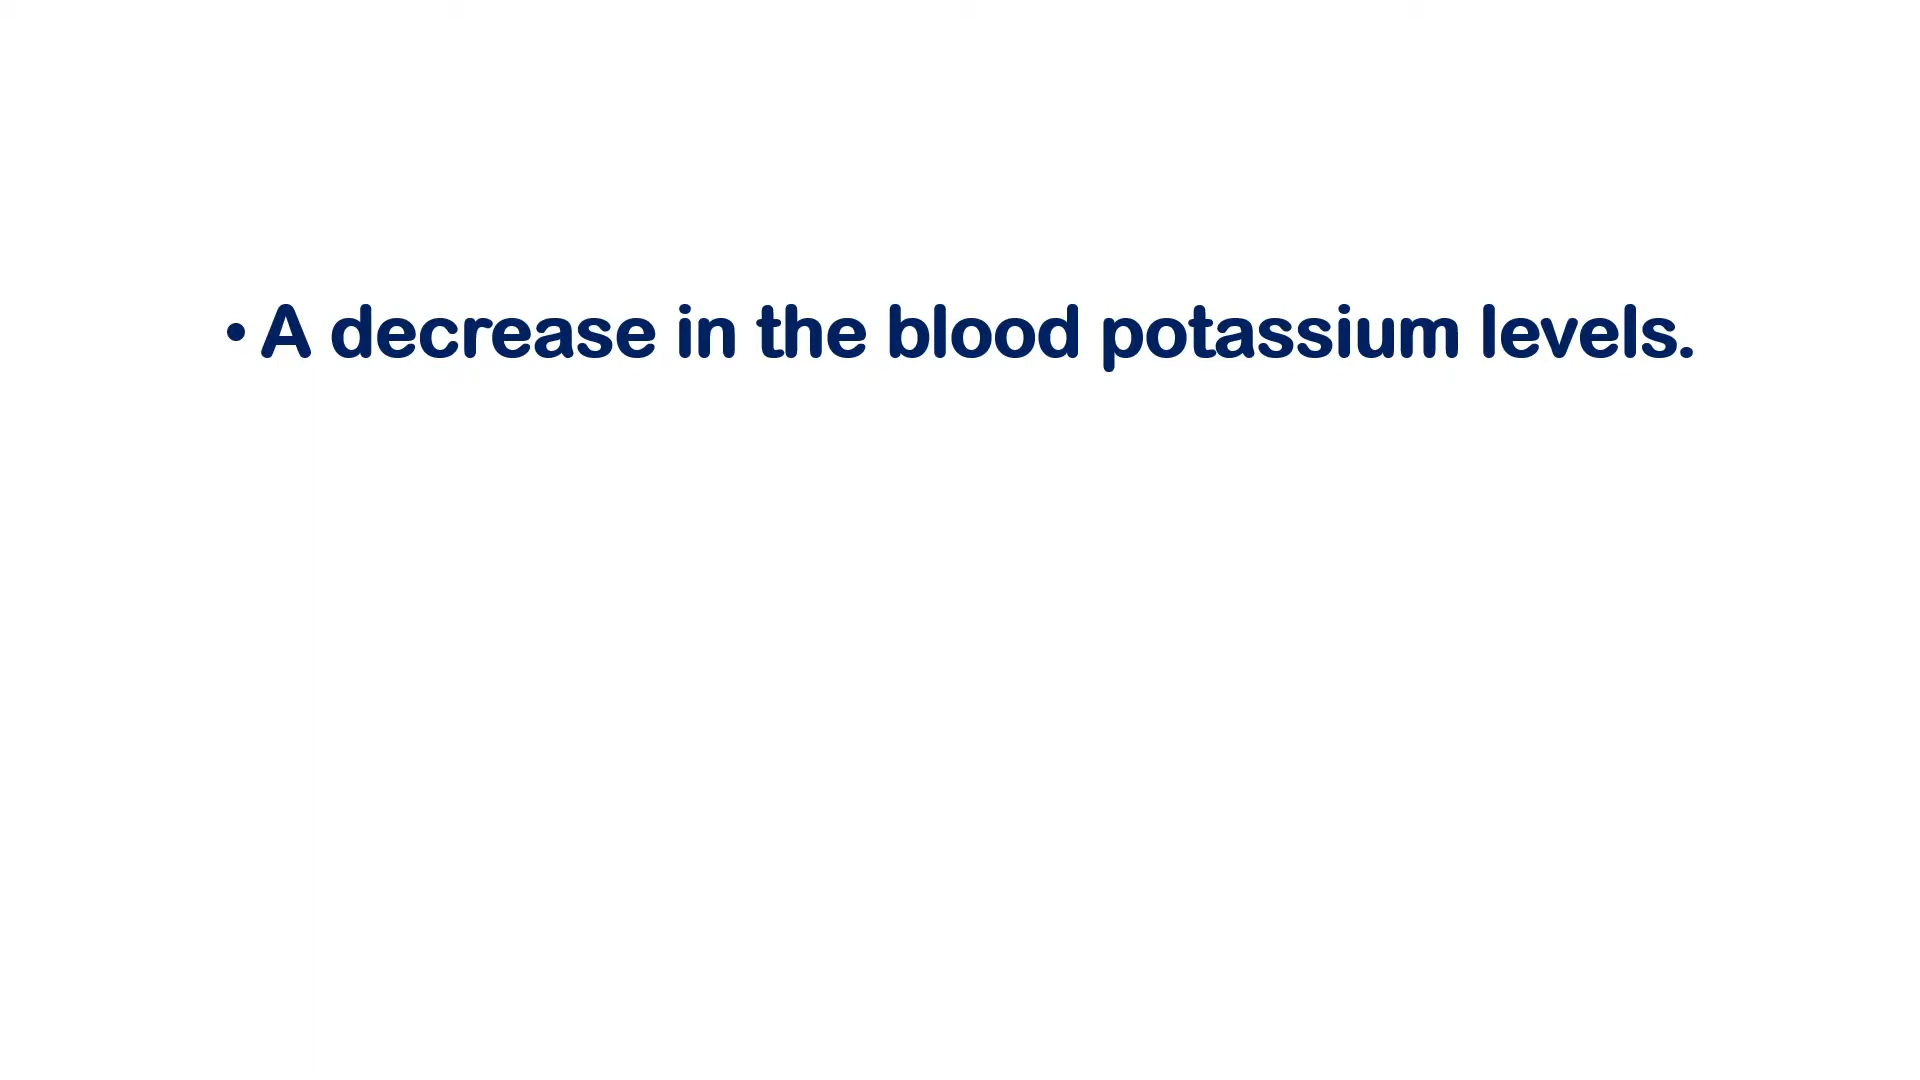 • A decrease in the blood potassium levels.